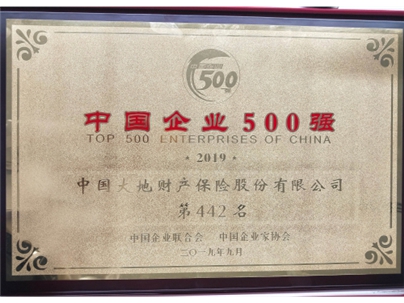 500
中国企业500强
TOP 500 ENTERPRISES OF CHINA
2019
中国大地财产保险股份有限公司
第442名
中国企业联合会 中国企业家协会
二〇一九年九月